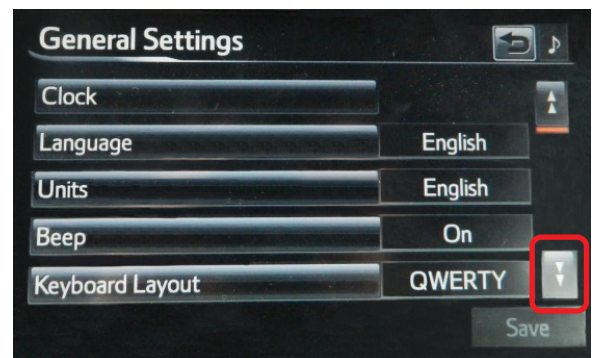 General Settings
Clock
Language English
Units English
Beep On
Keyboard Layout QWERTY
Save